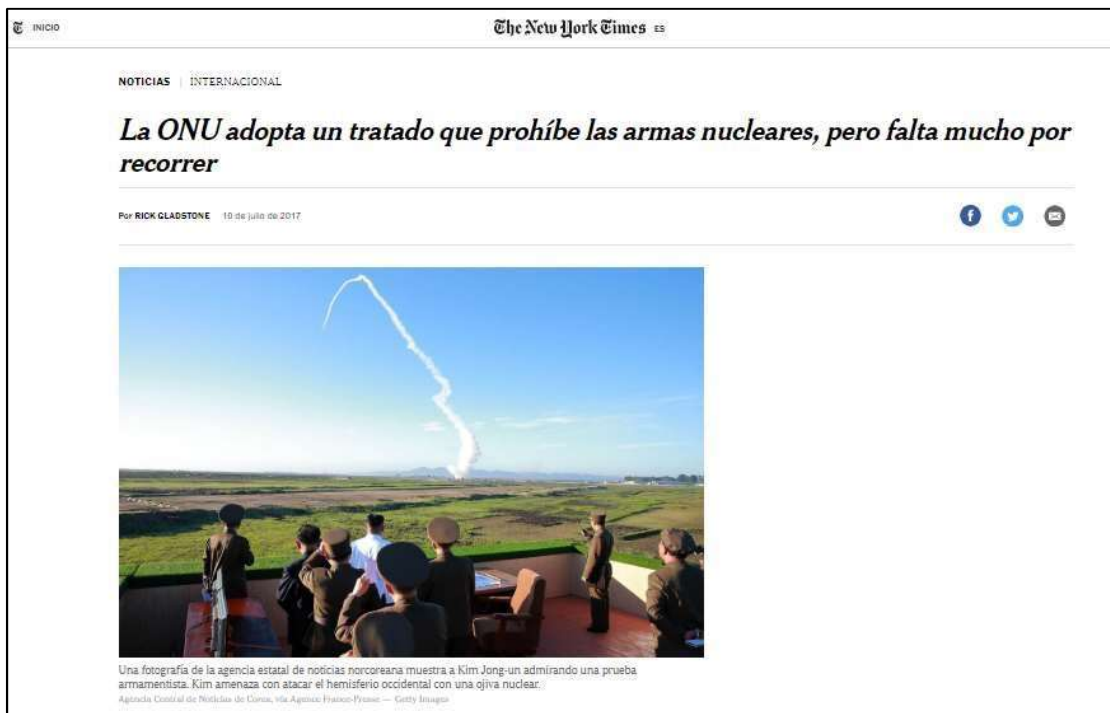 INICIO
The New York Times ES
NOTICIAS | INTERNACIONAL
La ONU adopta un tratado que prohíbe las armas nucleares, pero falta mucho por
recorrer
Por RICK GLADSTONE 10 de julio de 2017
Una fotografía de la agencia estatal de noticias norcoreana muestra a Kim Jong-un admirando una prueba
armamentista. Kim amenaza con atacar el hemisferio occidental con una ojiva nuclear.
Agencia Central de Noticias de Corea, vía Agence France-Presse — Getty Images